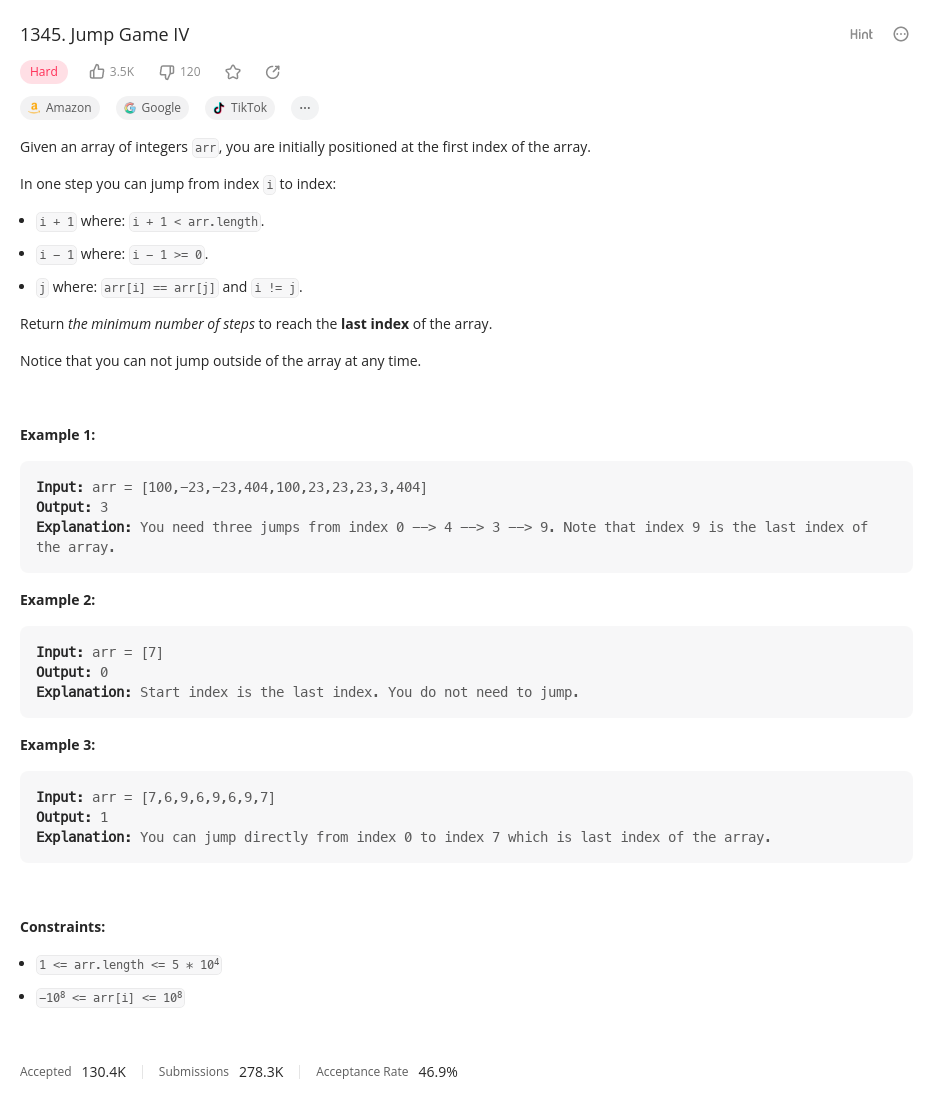 1345. Jump Game IV
Hint
Hard
3.5K
120
Amazon
Google
TikTok
Given an array of integers arr, you are initially positioned at the first index of the array.
In one step you can jump from index i to index:
• i + 1 where: i + 1 < arr.length.
• i − 1 where: i − 1 >= 0.
• j where: arr[i] == arr[j] and i != j.
Return the minimum number of steps to reach the last index of the array.
Notice that you can not jump outside of the array at any time.
Example 1:
Input: arr = [100,−23,−23,404,100,23,23,23,3,404]
Output: 3
Explanation: You need three jumps from index 0 −−> 4 −−> 3 −−> 9. Note that index 9 is the last index of
the array.
Example 2:
Input: arr = [7]
Output: 0
Explanation: Start index is the last index. You do not need to jump.
Example 3:
Input: arr = [7,6,9,6,9,6,9,7]
Output: 1
Explanation: You can jump directly from index 0 to index 7 which is last index of the array.
Constraints:
• 1 <= arr.length <= 5 * 10⁴
• −10⁸ <= arr[i] <= 10⁸
Accepted 130.4K Submissions 278.3K Acceptance Rate 46.9%